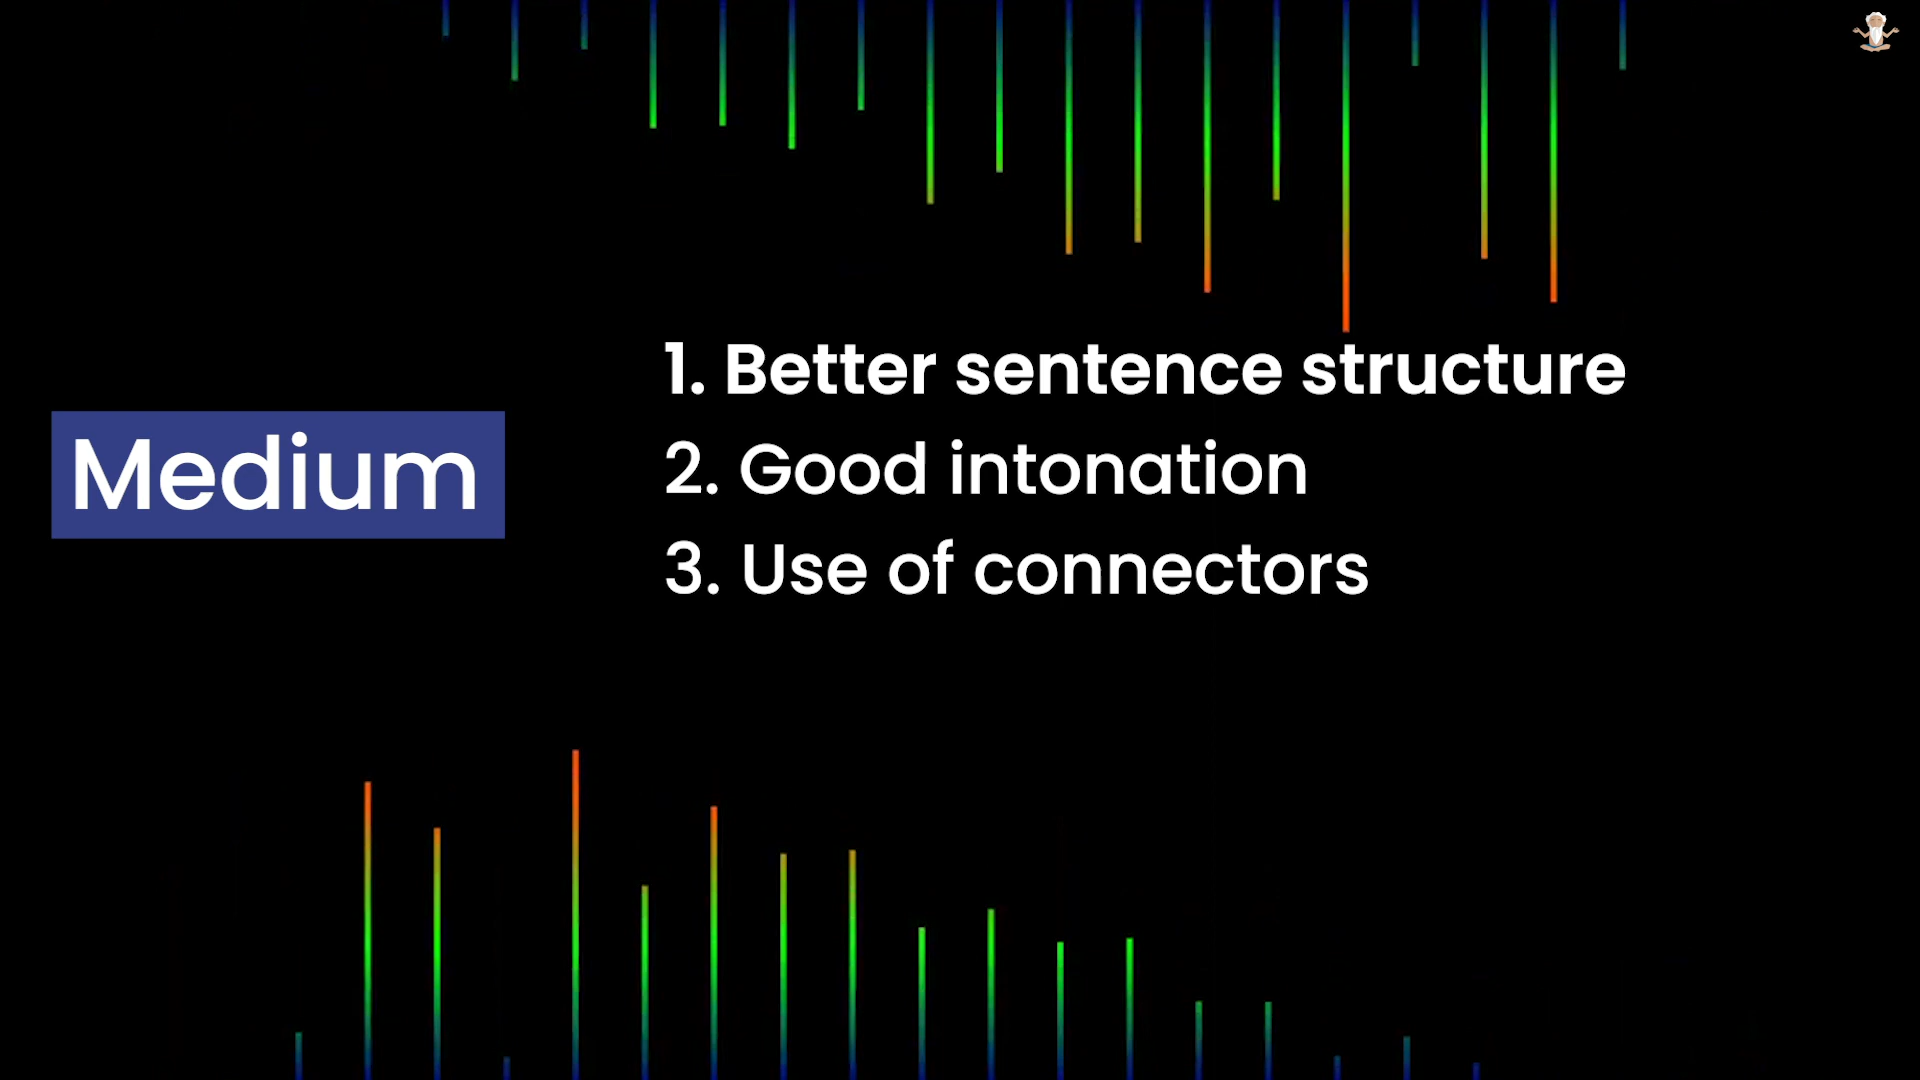 Medium
1. Better sentence structure
2. Good intonation
3. Use of connectors